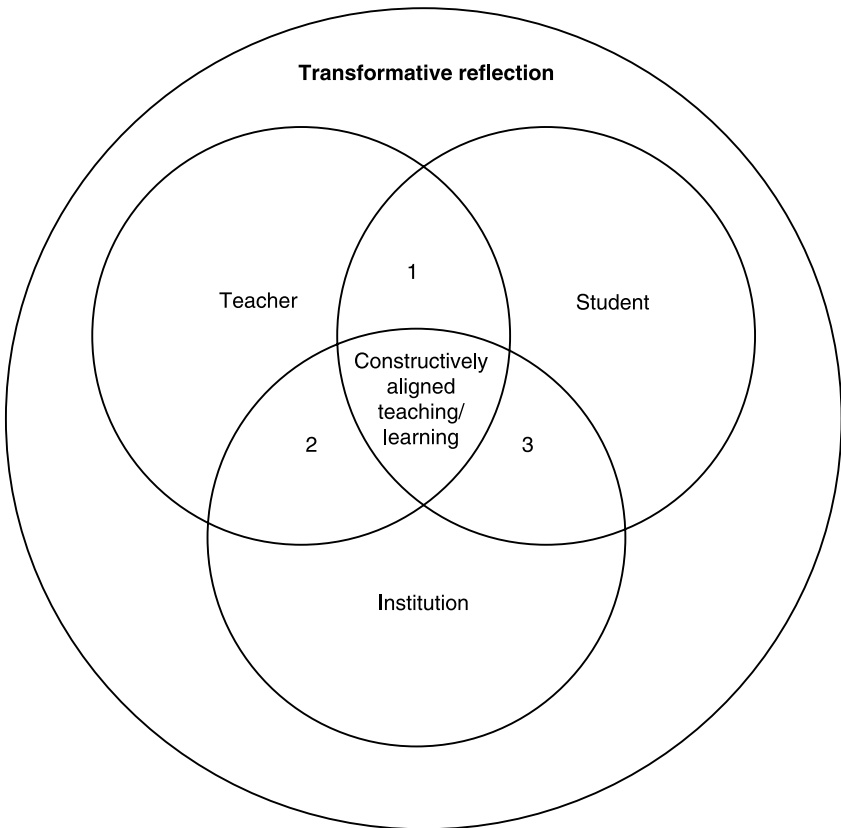 Transformative reflection
1
Teacher
Student
Constructively
aligned
teaching/
learning
2
3
Institution